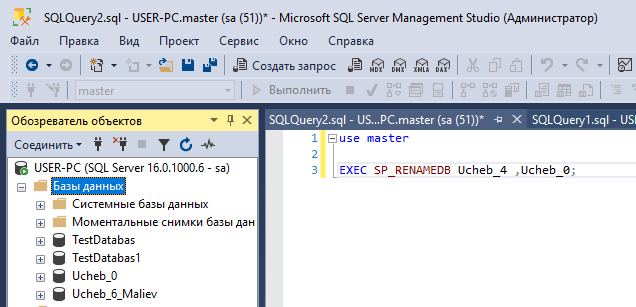 SQLQuery2.sql - USER-PC.master (sa (51))* - Microsoft SQL Server Management Studio (Администратор)
Файл Правка Вид Проект Сервис Окно Справка
Создать запрос MDX DMX XMLA DAX
master Выполнить
Обозреватель объектов
Соединить
USER-PC (SQL Server 16.0.1000.6 - sa)
Базы данных
Системные базы данных
Моментальные снимки базы дан
TestDatabas
TestDatabas1
Ucheb_0
Ucheb_6_Maliev
SQLQuery2.sql - US...PC.master (sa (51))* SQLQuery1.sql - US
1 use master
2
3 EXEC SP_RENAMEDB Ucheb_4 ,Ucheb_0;